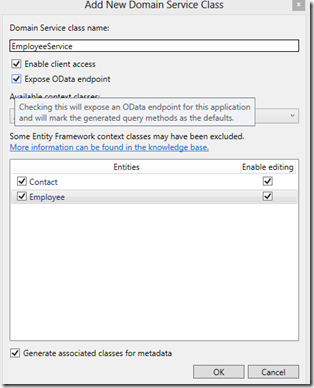 Add New Domain Service Class
x
Domain Service class name:
EmployeeService
Enable client access
Expose OData endpoint
Available context classes:
Checking this will expose an OData endpoint for this application
and will mark the generated query methods as the defaults.
Some Entity Framework context classes may have been excluded.
More information can be found in the knowledge base.
Entities Enable editing
Contact
Employee
Generate associated classes for metadata
OK Cancel